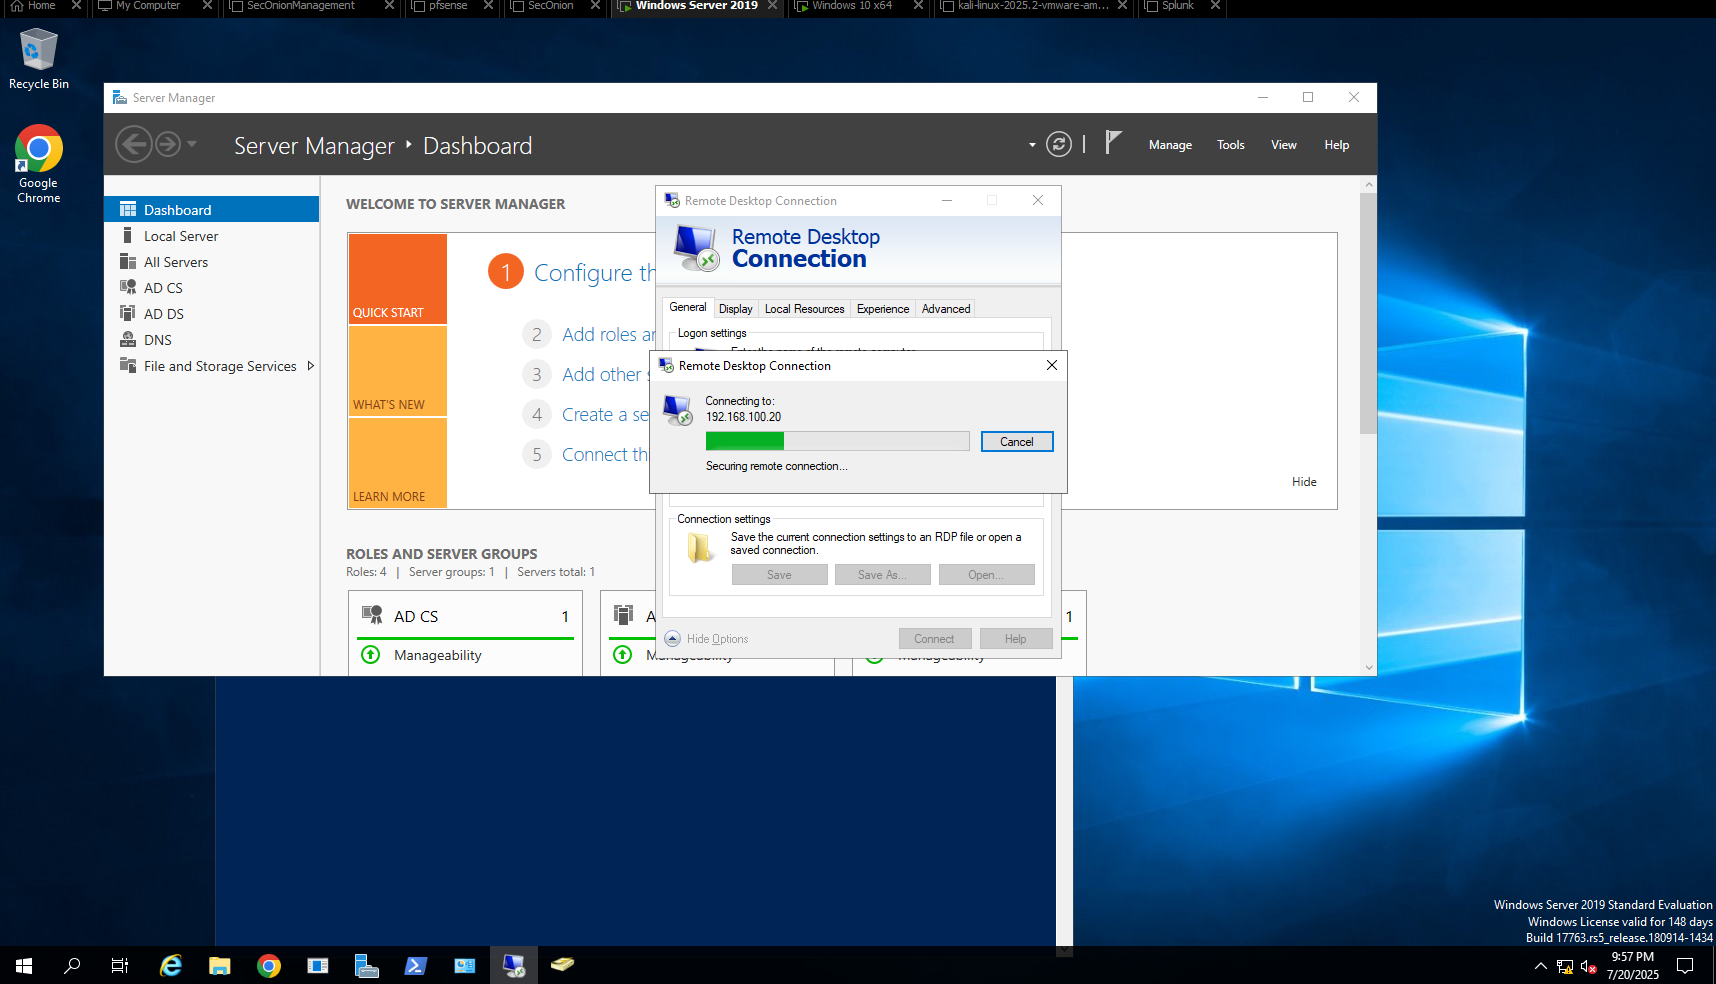 Home
My Computer
SecOnionManagement
pfsense
SecOnion
Windows Server 2019
Windows 10 x64
kali-linux-2025.2-vmware-am...
Splunk
Recycle Bin
Google
Chrome
Server Manager
Server Manager
Dashboard
Manage
Tools
View
Help
Dashboard
Local Server
All Servers
AD CS
AD DS
DNS
File and Storage Services
WELCOME TO SERVER MANAGER
QUICK START
WHAT'S NEW
LEARN MORE
1 Configure th
2 Add roles a
3 Add other s
4 Create a se
5 Connect th
Hide
ROLES AND SERVER GROUPS
Roles: 4 | Server groups: 1 | Servers total: 1
AD CS 1
Manageability
A
Manageability
1
Manageability
Remote Desktop Connection
Remote Desktop
Connection
General
Display
Local Resources
Experience
Advanced
Logon settings
Enter the name of the remote computer.
Remote Desktop Connection
Connecting to:
192.168.100.20
Cancel
Securing remote connection...
Connection settings
Save the current connection settings to an RDP file or open a
saved connection.
Save
Save As...
Open...
Hide Options
Connect
Help
Windows Server 2019 Standard Evaluation
Windows License valid for 148 days
Build 17763.rs5_release.180914-1434
9:57 PM
7/20/2025